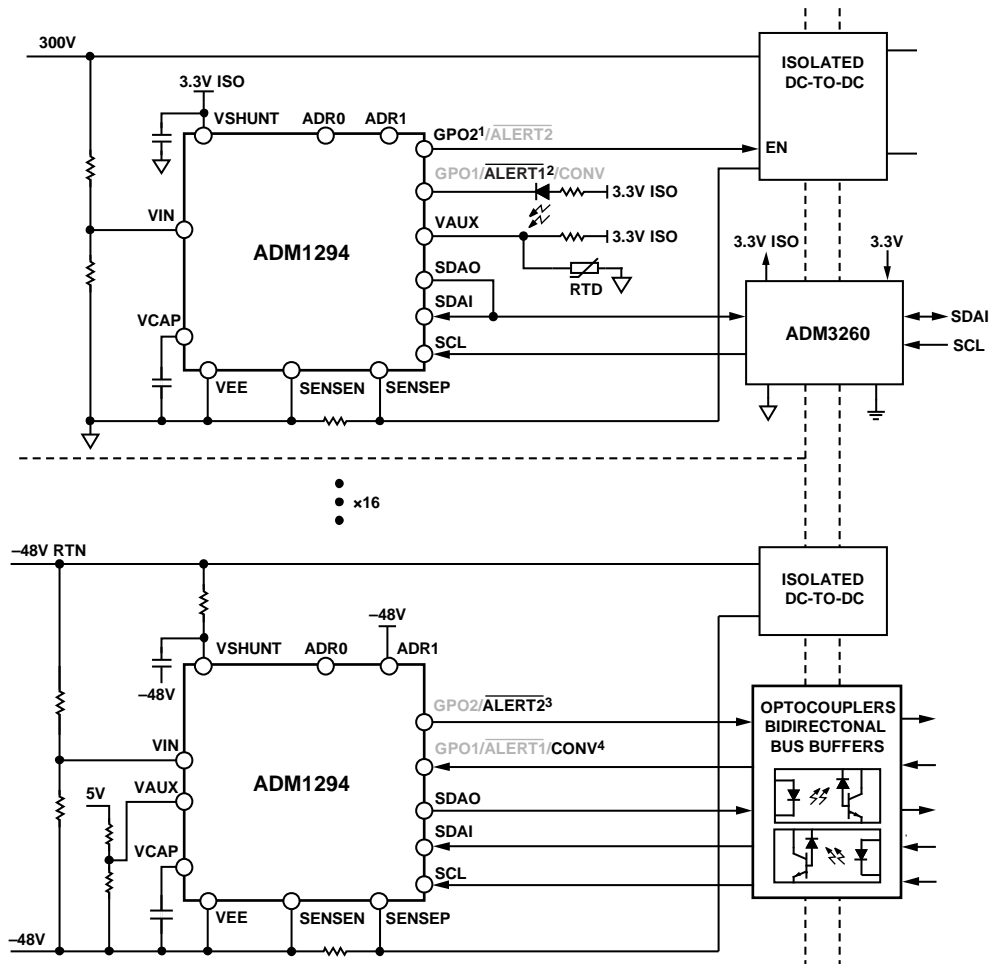 300V
ISOLATED
DC-TO-DC
3.3V ISO
VSHUNT
ADR0
ADR1
GPO2¹/ALERT2
EN
GPO1/ALERT1²/CONV
3.3V ISO
VIN
VAUX
3.3V ISO
3.3V ISO
3.3V
ADM1294
SDAO
RTD
SDAI
ADM3260
SDAI
VCAP
SCL
SCL
VEE
SENSEN
SENSEP
×16
–48V RTN
ISOLATED
DC-TO-DC
–48V
VSHUNT
ADR0
ADR1
–48V
GPO2/ALERT2³
OPTOCOUPLERS
BIDIRECTONAL
BUS BUFFERS
GPO1/ALERT1/CONV⁴
VIN
ADM1294
VAUX
5V
SDAO
SDAI
VCAP
SCL
VEE
SENSEN
SENSEP
–48V